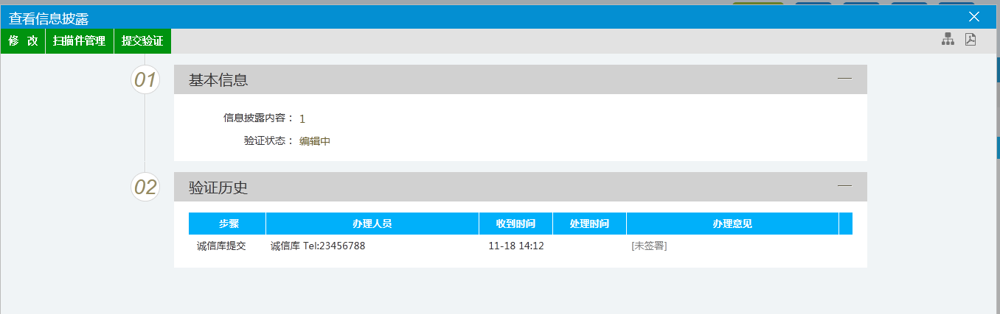 查看信息披露
修 改 扫描件管理 提交验证
01 基本信息
信息披露内容： 1
验证状态： 编辑中
02 验证历史
步骤 办理人员 收到时间 处理时间 办理意见
诚信库提交 诚信库 Tel:23456788 11-18 14:12 [未签署]